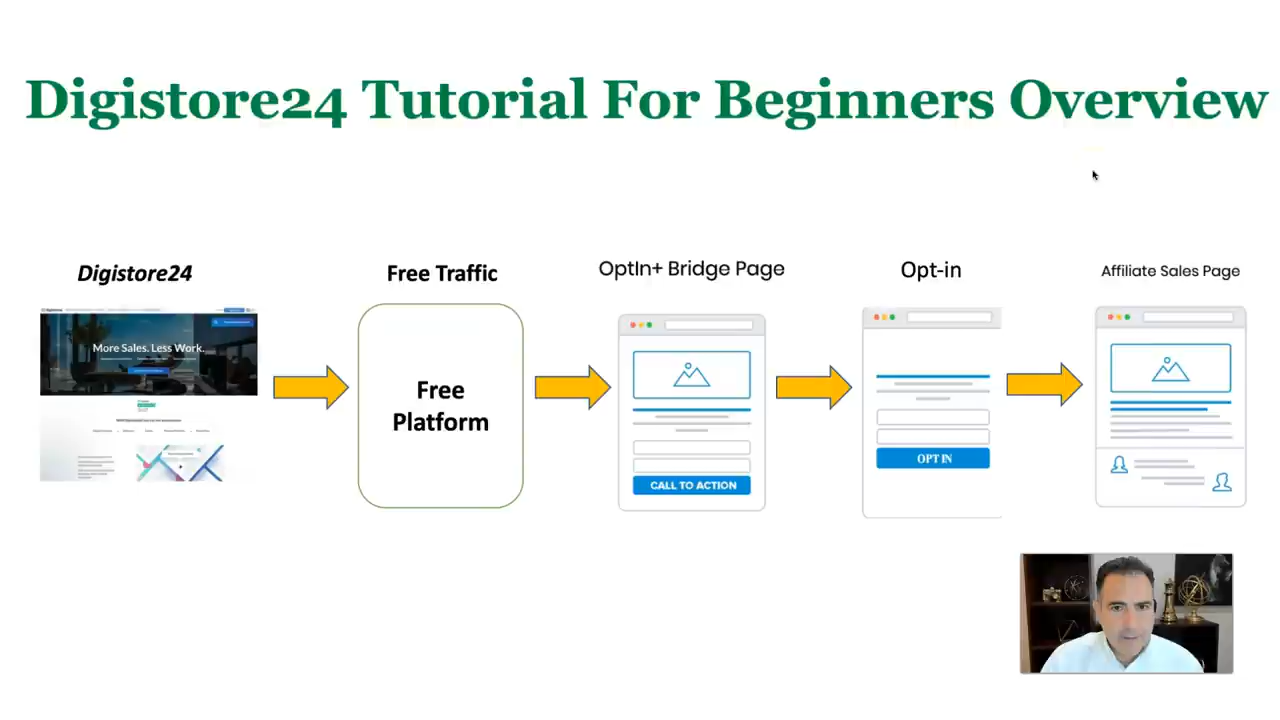 Digistore24 Tutorial For Beginners Overview
Digistore24
Free Traffic
OptIn+ Bridge Page
Opt-in
Affiliate Sales Page
More Sales. Less Work.
Free
Platform
CALL TO ACTION
OPT IN